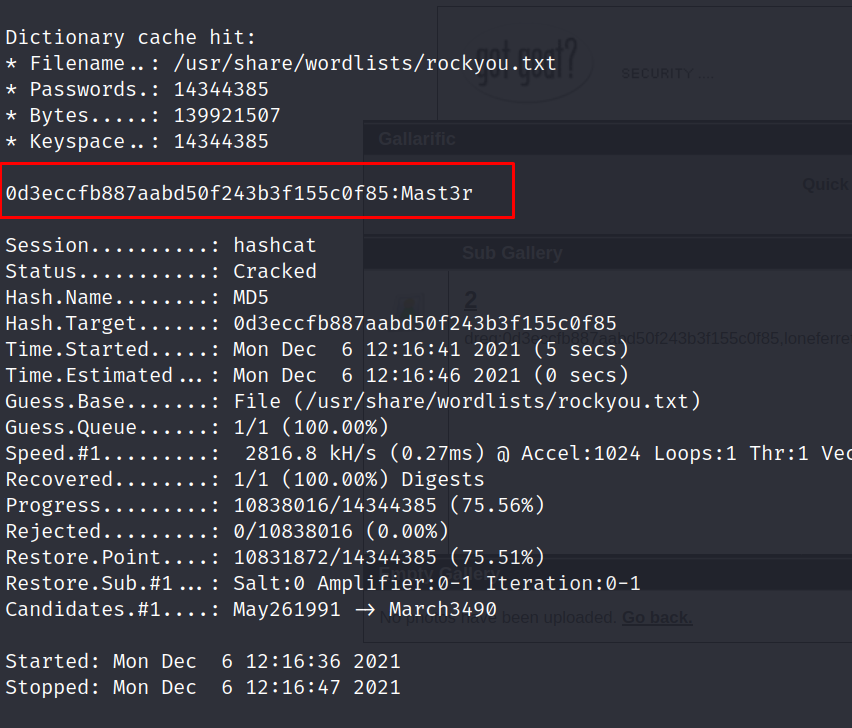 Dictionary cache hit:
* Filename..: /usr/share/wordlists/rockyou.txt
* Passwords.: 14344385
* Bytes.....: 139921507
* Keyspace..: 14344385
0d3eccfb887aabd50f243b3f155c0f85:Mast3r
Session..........: hashcat
Status...........: Cracked
Hash.Name........: MD5
Hash.Target......: 0d3eccfb887aabd50f243b3f155c0f85
Time.Started.....: Mon Dec  6 12:16:41 2021 (5 secs)
Time.Estimated...: Mon Dec  6 12:16:46 2021 (0 secs)
Guess.Base.......: File (/usr/share/wordlists/rockyou.txt)
Guess.Queue......: 1/1 (100.00%)
Speed.#1.........:  2816.8 kH/s (0.27ms) @ Accel:1024 Loops:1 Thr:1 Vec
Recovered........: 1/1 (100.00%) Digests
Progress.........: 10838016/14344385 (75.56%)
Rejected.........: 0/10838016 (0.00%)
Restore.Point....: 10831872/14344385 (75.51%)
Restore.Sub.#1...: Salt:0 Amplifier:0-1 Iteration:0-1
Candidates.#1....: May261991 -> March3490
Started: Mon Dec  6 12:16:36 2021
Stopped: Mon Dec  6 12:16:47 2021
got goat?
SECURITY
Gallarific
Quick
Sub Gallery
2
Empty Gallery
No photos have been uploaded. Go back.